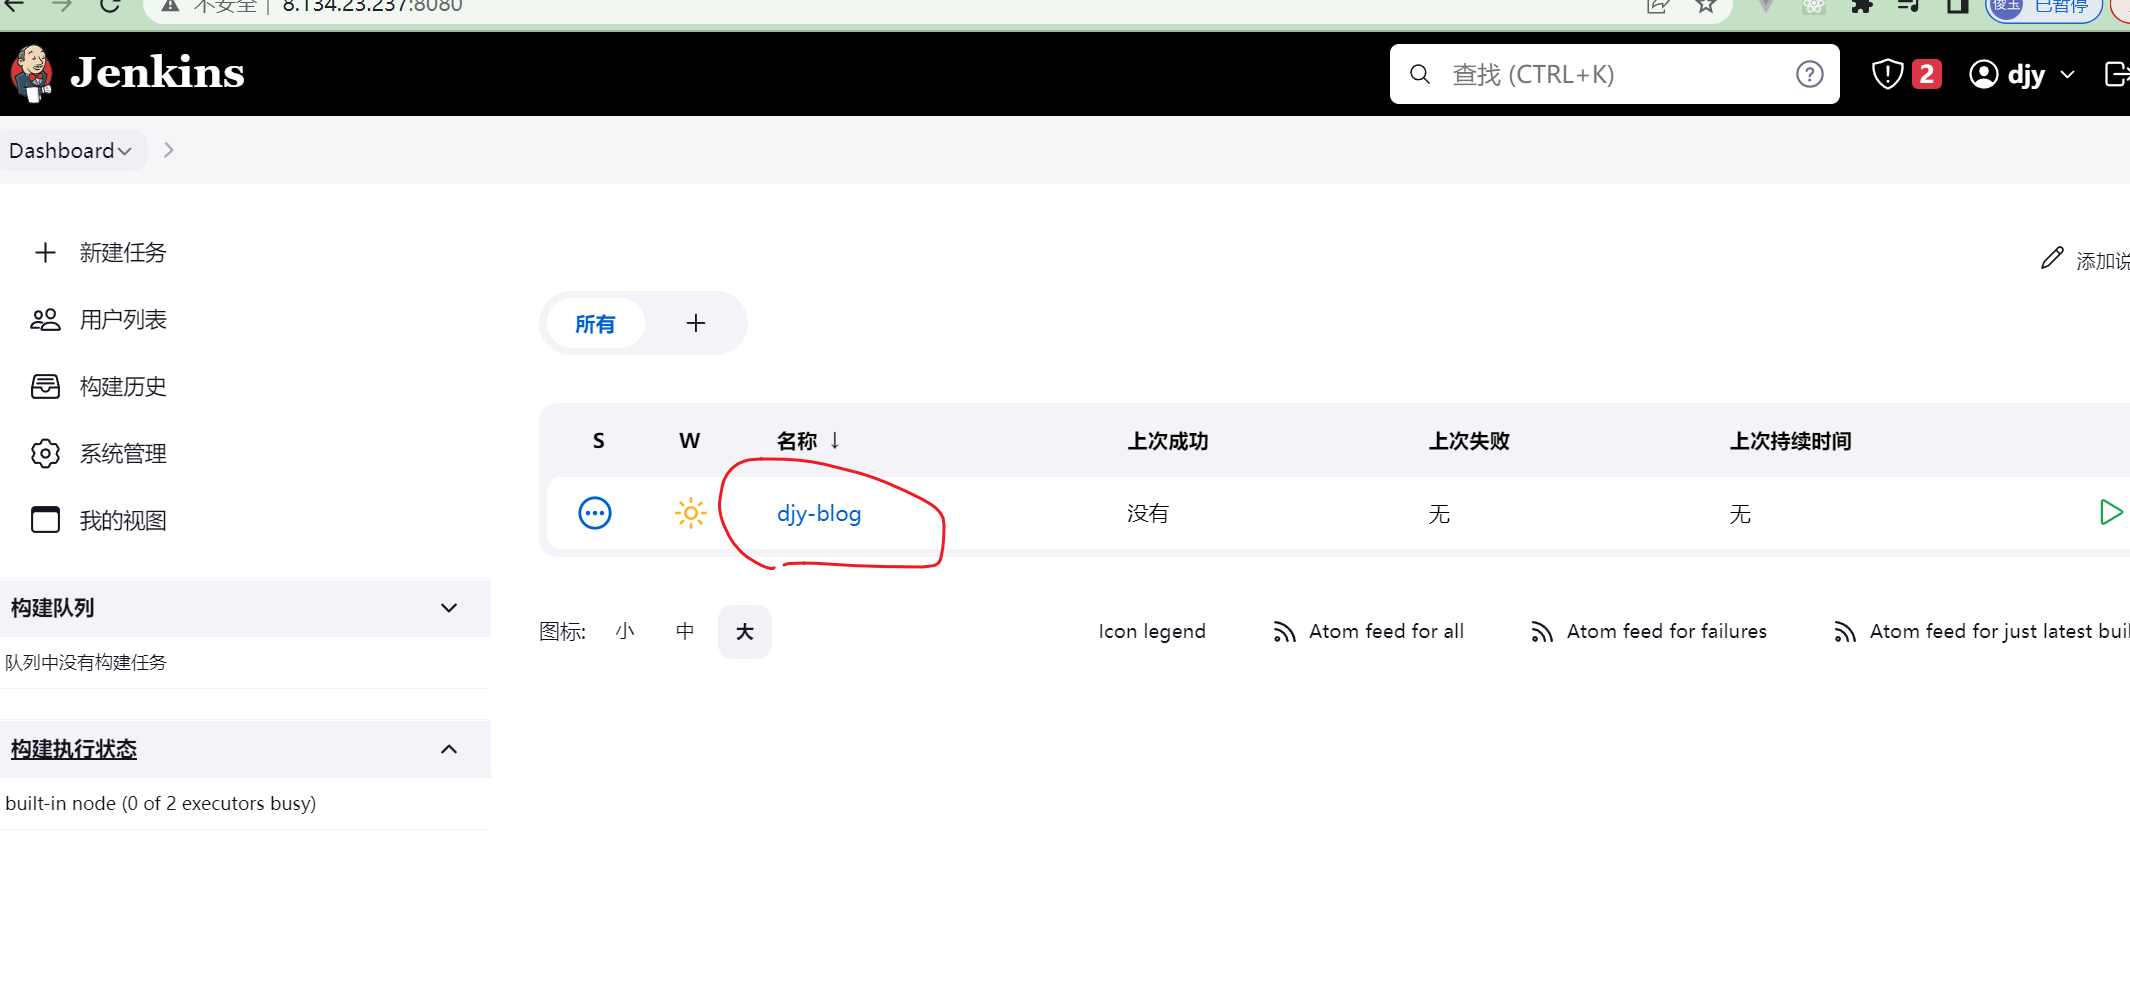 不安全 | 8.134.23.237:8080
俊玉 已暂停
Jenkins
查找 (CTRL+K)
2
djy
Dashboard
新建任务
添加说
用户列表
所有
构建历史
S W 名称 ↓ 上次成功 上次失败 上次持续时间
系统管理
djy-blog 没有 无 无
我的视图
构建队列
图标: 小 中 大 Icon legend Atom feed for all Atom feed for failures Atom feed for just latest buil
队列中没有构建任务
构建执行状态
built-in node (0 of 2 executors busy)